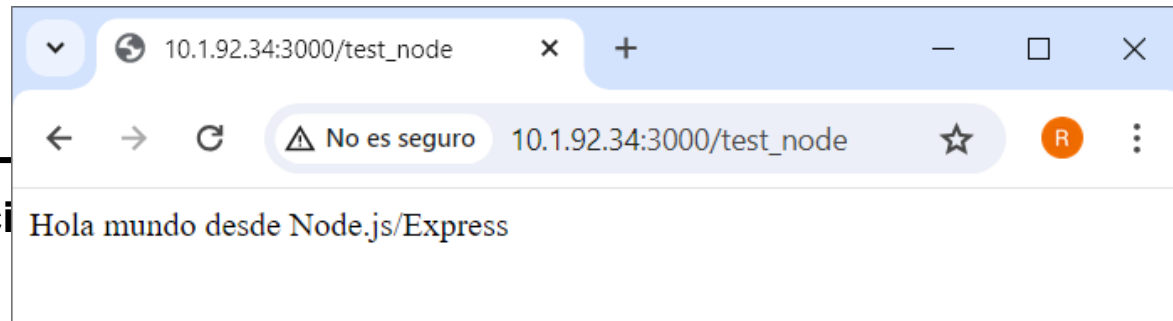 10.1.92.34:3000/test_node
No es seguro 10.1.92.34:3000/test_node R
Hola mundo desde Node.js/Express